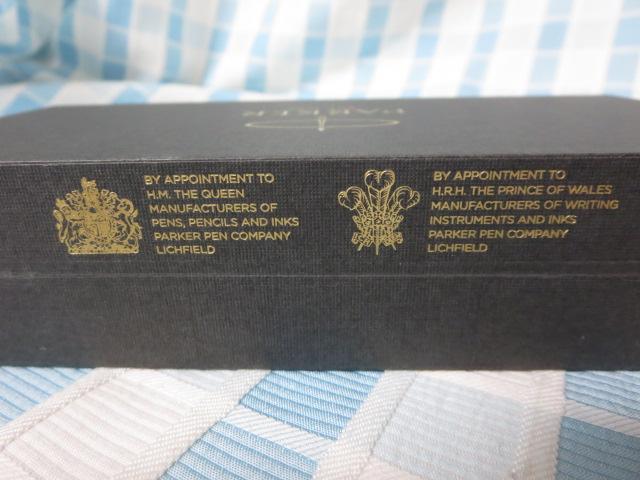 PARKER
BY APPOINTMENT TO
H.M. THE QUEEN
MANUFACTURERS OF
PENS, PENCILS AND INKS
PARKER PEN COMPANY
LICHFIELD
BY APPOINTMENT TO
H.R.H. THE PRINCE OF WALES
MANUFACTURERS OF WRITING
INSTRUMENTS AND INKS
PARKER PEN COMPANY
LICHFIELD